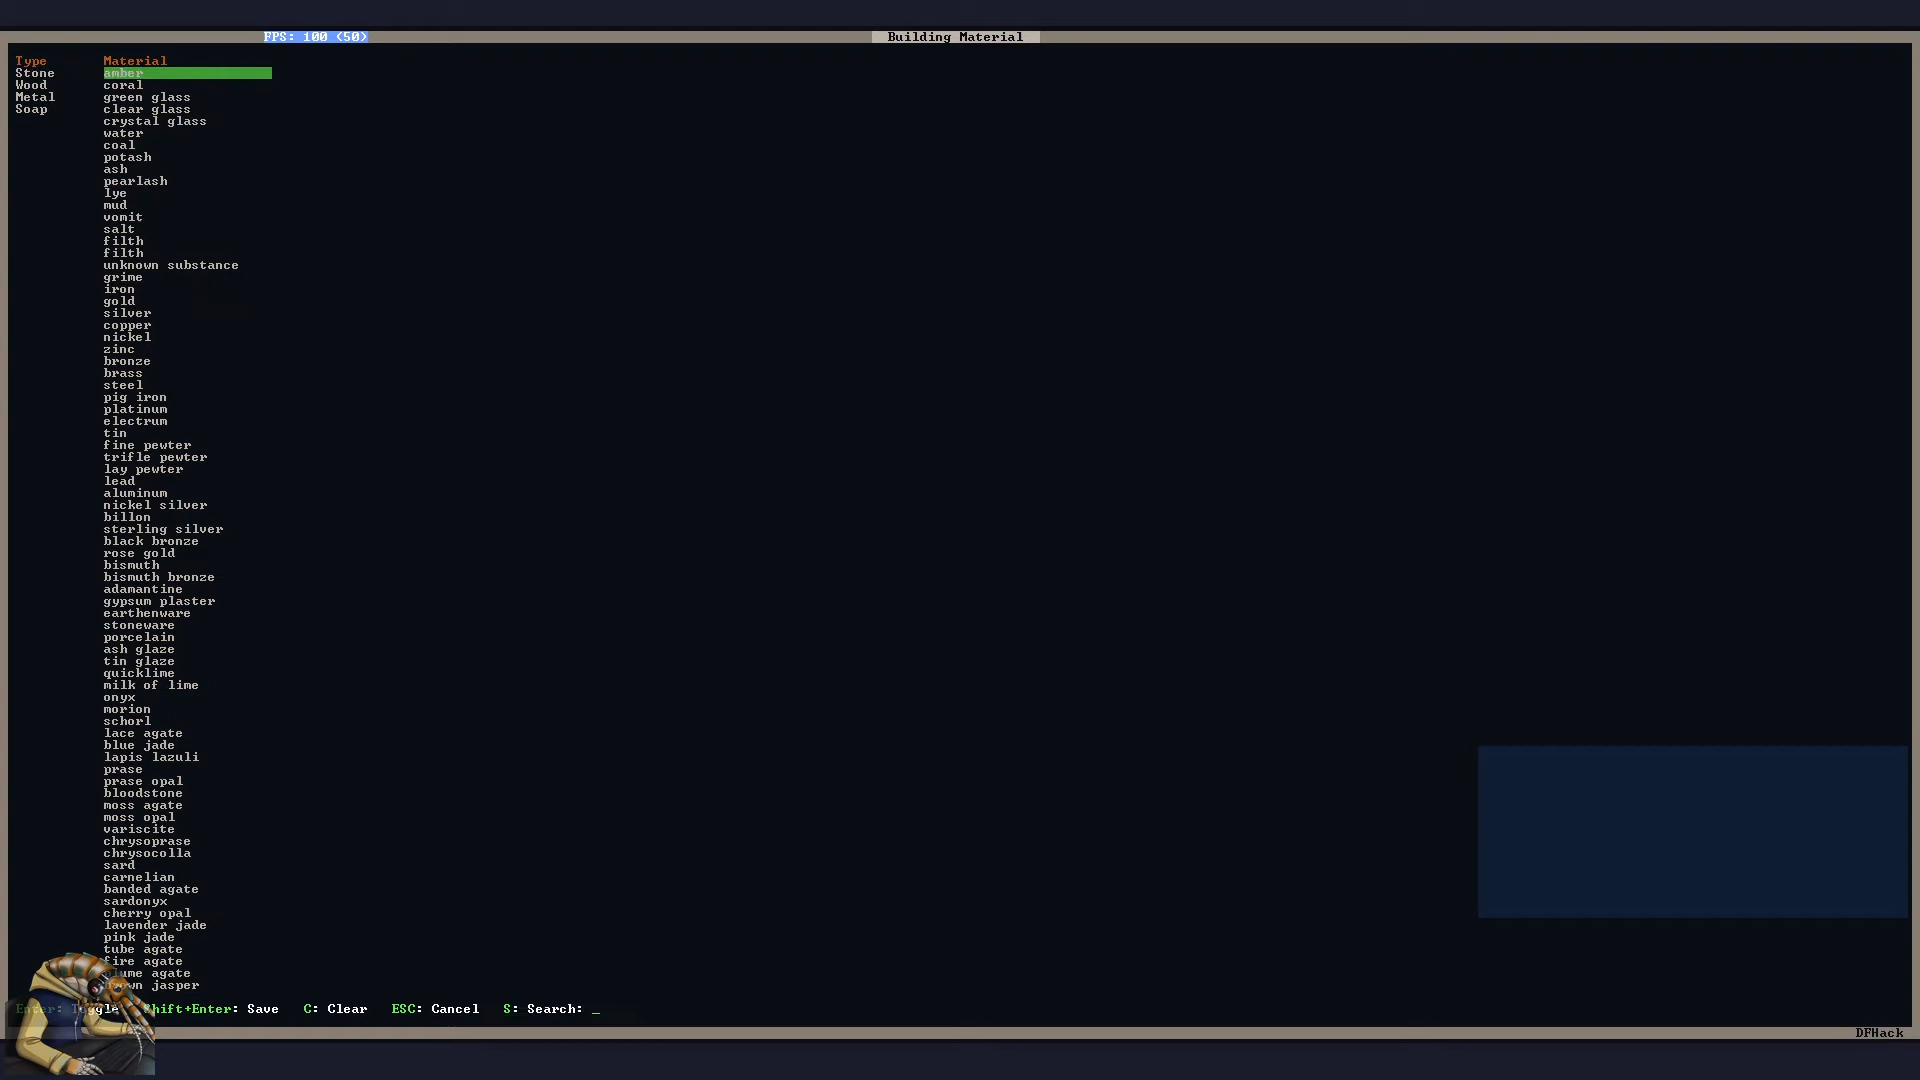 FPS: 100 (50)
Building Material
Type Material
Stone amber
Wood coral
Metal green glass
Soap clear glass
crystal glass
water
coal
potash
ash
pearlash
lye
mud
vomit
salt
filth
filth
unknown substance
grime
iron
gold
silver
copper
nickel
zinc
bronze
brass
steel
pig iron
platinum
electrum
tin
fine pewter
trifle pewter
lay pewter
lead
aluminum
nickel silver
billon
sterling silver
black bronze
rose gold
bismuth
bismuth bronze
adamantine
gypsum plaster
earthenware
stoneware
porcelain
ash glaze
tin glaze
quicklime
milk of lime
onyx
morion
schorl
lace agate
blue jade
lapis lazuli
prase
prase opal
bloodstone
moss agate
moss opal
variscite
chrysoprase
chrysocolla
sard
carnelian
banded agate
sardonyx
cherry opal
lavender jade
pink jade
tube agate
fire agate
plume agate
brown jasper
Enter: Toggle Shift+Enter: Save C: Clear ESC: Cancel S: Search: _
DFHack